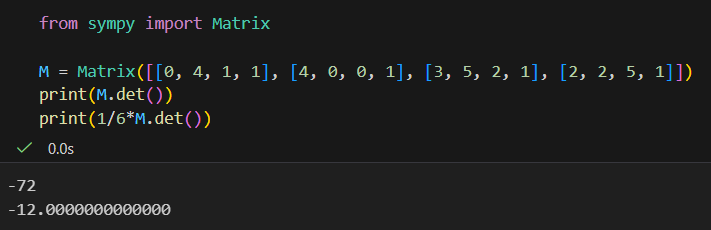 from sympy import Matrix
M = Matrix([[0, 4, 1, 1], [4, 0, 0, 1], [3, 5, 2, 1], [2, 2, 5, 1]])
print(M.det())
print(1/6*M.det())
0.0s
-72
-12.0000000000000